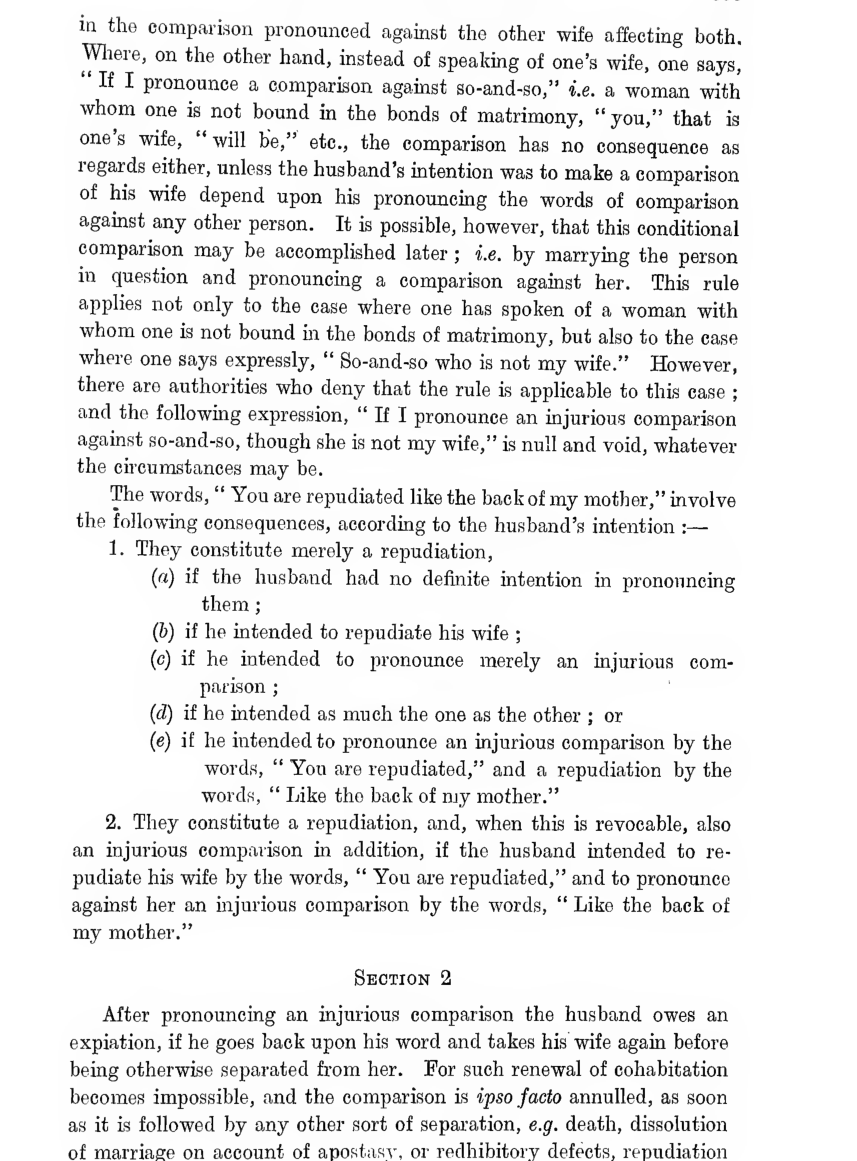 in the comparison pronounced against the other wife affecting both.
Where, on the other hand, instead of speaking of one's wife, one says,
“ If I pronounce a comparison against so-and-so,” i.e. a woman with
whom one is not bound in the bonds of matrimony, “ you,” that is
one's wife, “ will be,” etc., the comparison has no consequence as
regards either, unless the husband's intention was to make a comparison
of his wife depend upon his pronouncing the words of comparison
against any other person. It is possible, however, that this conditional
comparison may be accomplished later ; i.e. by marrying the person
in question and pronouncing a comparison against her. This rule
applies not only to the case where one has spoken of a woman with
whom one is not bound in the bonds of matrimony, but also to the case
where one says expressly, “ So-and-so who is not my wife.” However,
there are authorities who deny that the rule is applicable to this case ;
and the following expression, “ If I pronounce an injurious comparison
against so-and-so, though she is not my wife,” is null and void, whatever
the circumstances may be.
The words, “ You are repudiated like the back of my mother,” involve
the following consequences, according to the husband's intention :—
1. They constitute merely a repudiation,
(a) if the husband had no definite intention in pronouncing
them ;
(b) if he intended to repudiate his wife ;
(c) if he intended to pronounce merely an injurious com-
parison ;
(d) if he intended as much the one as the other ; or
(e) if he intended to pronounce an injurious comparison by the
words, “ You are repudiated,” and a repudiation by the
words, “ Like the back of my mother.”
2. They constitute a repudiation, and, when this is revocable, also
an injurious comparison in addition, if the husband intended to re-
pudiate his wife by the words, “ You are repudiated,” and to pronounce
against her an injurious comparison by the words, “ Like the back of
my mother.”
SECTION 2
After pronouncing an injurious comparison the husband owes an
expiation, if he goes back upon his word and takes his wife again before
being otherwise separated from her. For such renewal of cohabitation
becomes impossible, and the comparison is ipso facto annulled, as soon
as it is followed by any other sort of separation, e.g. death, dissolution
of marriage on account of apostasy, or redhibitory defects, repudiation